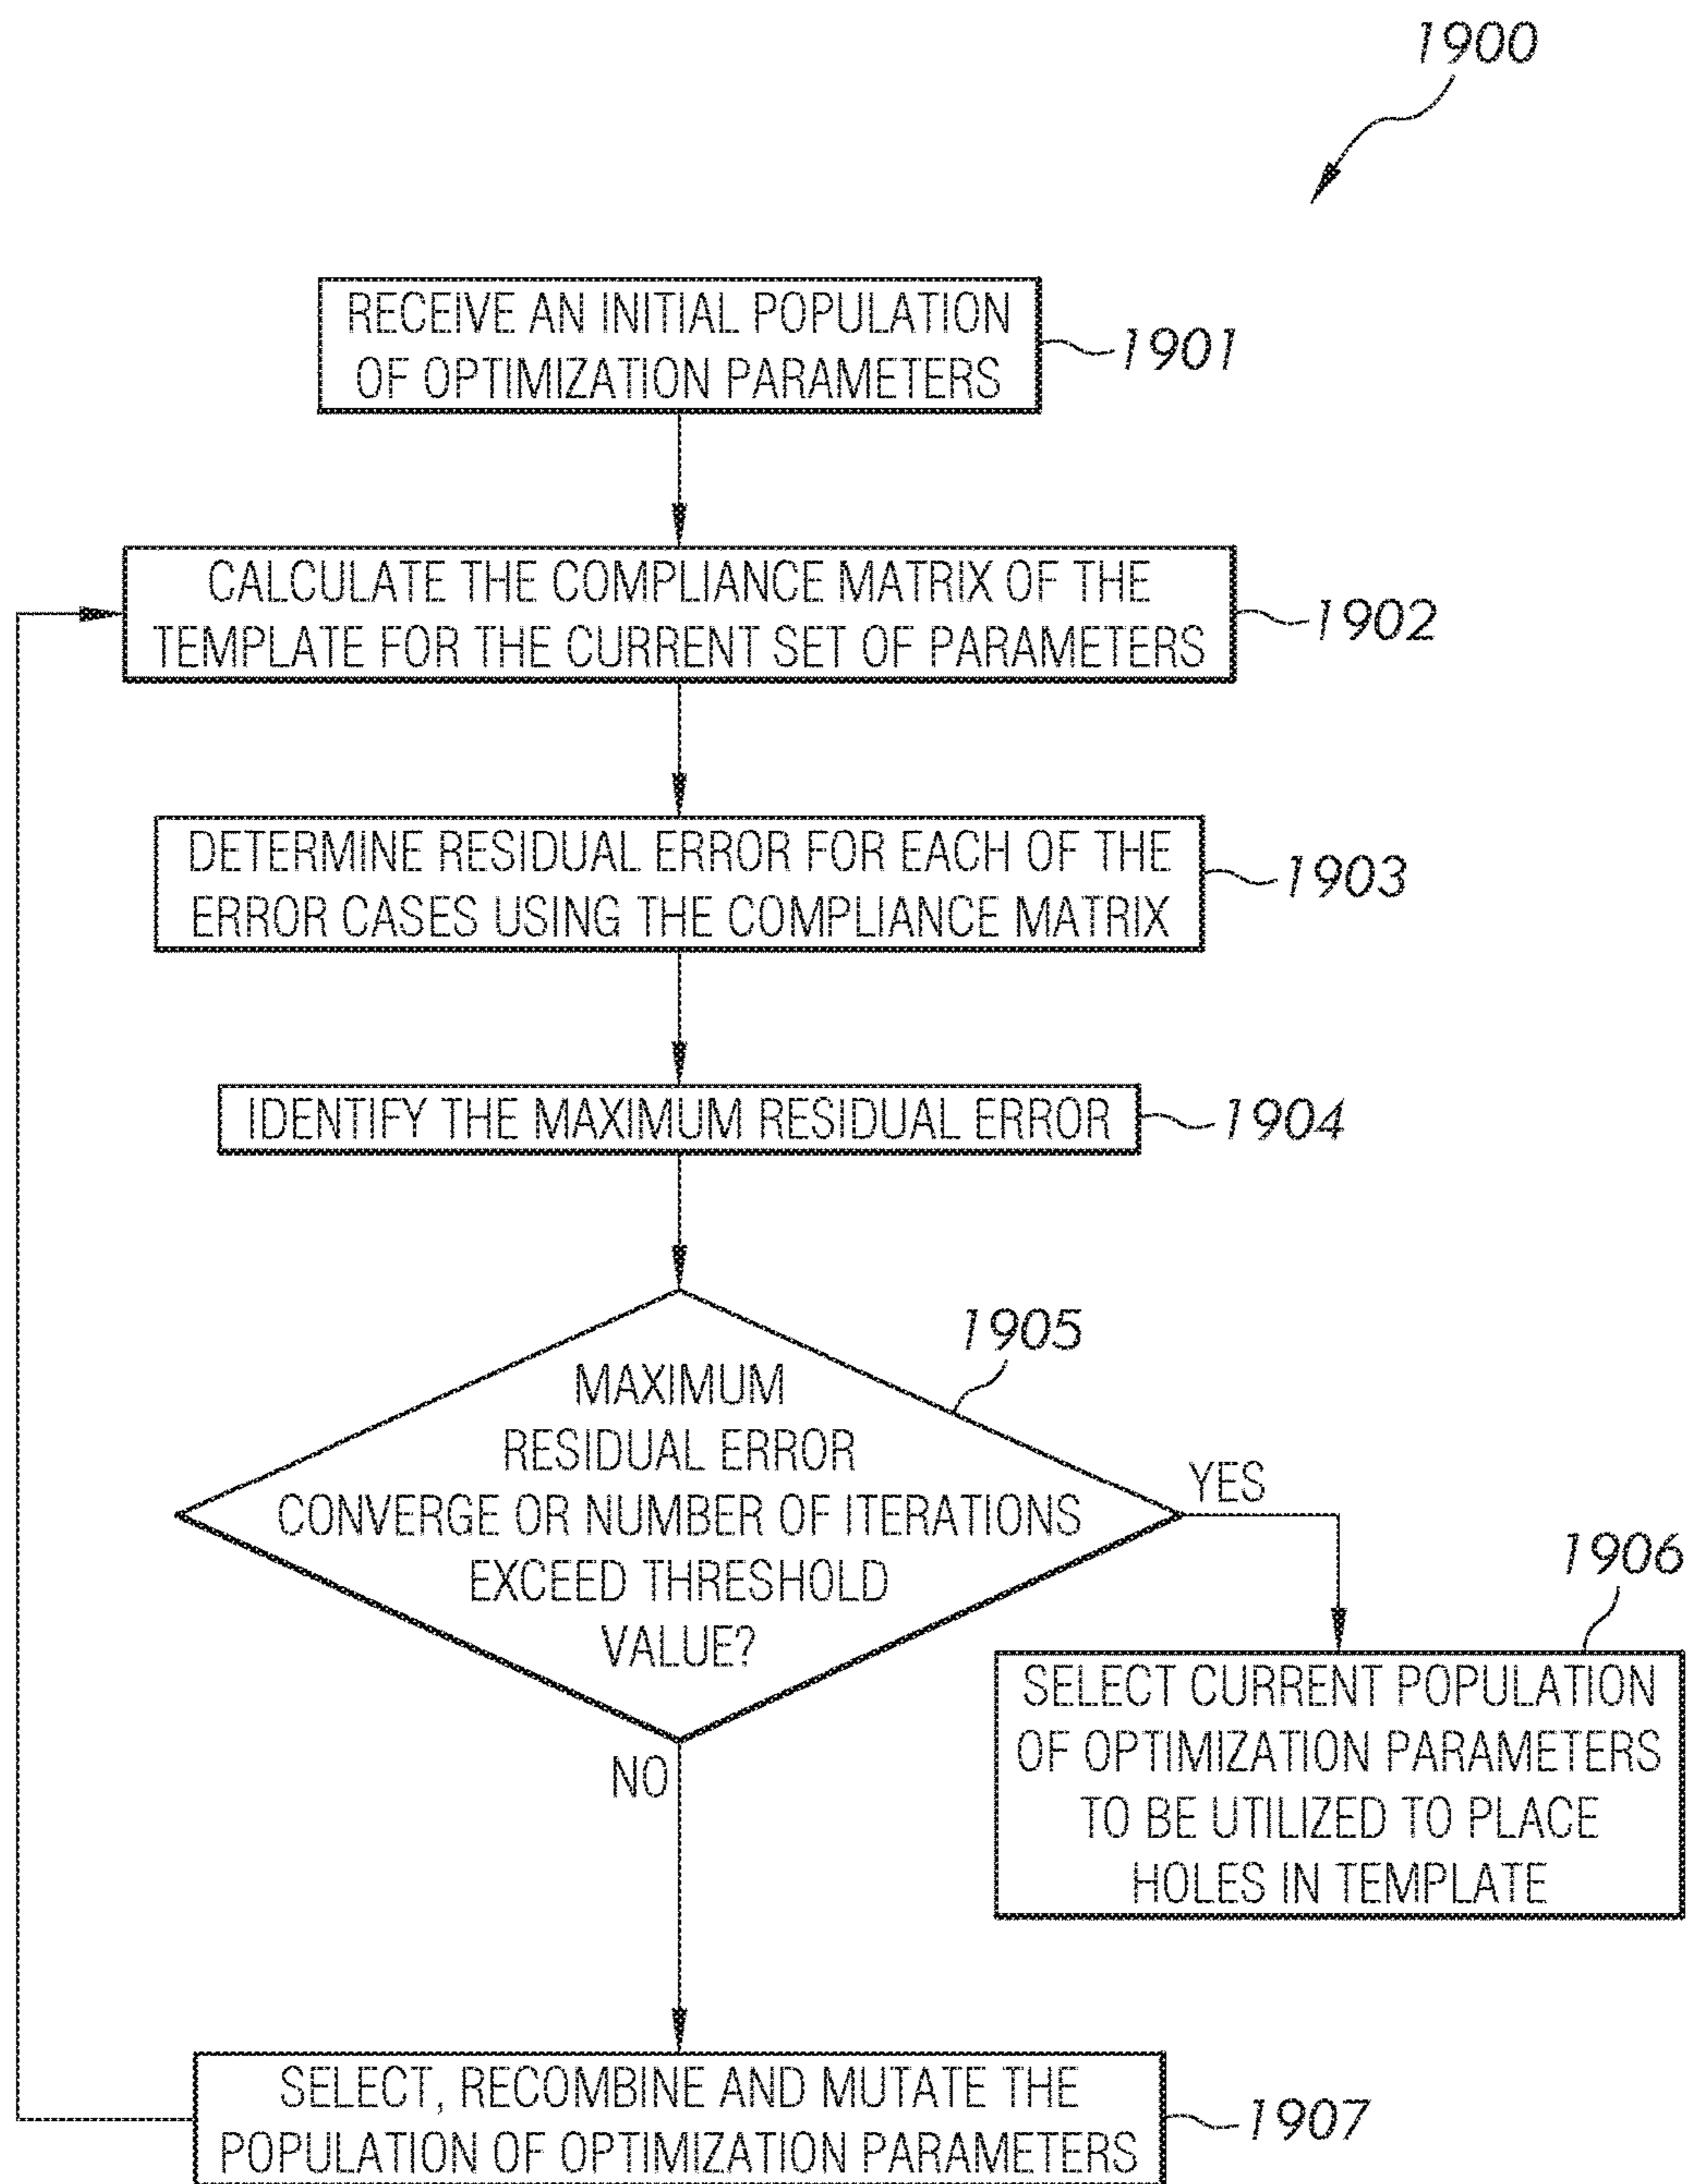 1900
RECEIVE AN INITIAL POPULATION
OF OPTIMIZATION PARAMETERS
1901
CALCULATE THE COMPLIANCE MATRIX OF THE
TEMPLATE FOR THE CURRENT SET OF PARAMETERS
1902
DETERMINE RESIDUAL ERROR FOR EACH OF THE
ERROR CASES USING THE COMPLIANCE MATRIX
1903
IDENTIFY THE MAXIMUM RESIDUAL ERROR
1904
1905
MAXIMUM
RESIDUAL ERROR
CONVERGE OR NUMBER OF ITERATIONS
EXCEED THRESHOLD
VALUE?
YES
NO
1906
SELECT CURRENT POPULATION
OF OPTIMIZATION PARAMETERS
TO BE UTILIZED TO PLACE
HOLES IN TEMPLATE
SELECT, RECOMBINE AND MUTATE THE
POPULATION OF OPTIMIZATION PARAMETERS
1907